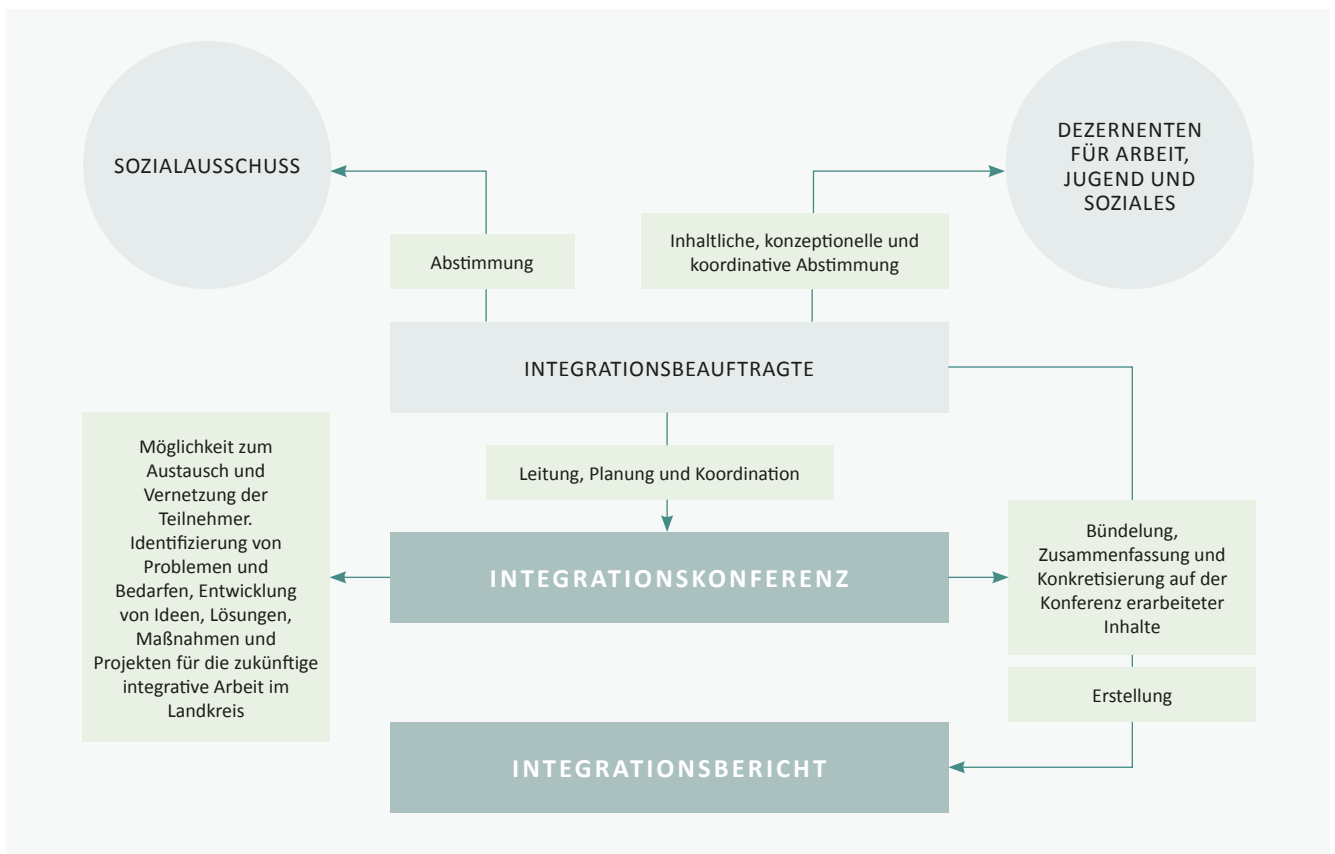 SOZIALAUSSCHUSS
DEZERNENTEN
FÜR ARBEIT,
JUGEND UND
SOZIALES
Abstimmung
Inhaltliche, konzeptionelle und
koordinative Abstimmung
INTEGRATIONSBEAUFTRAGTE
Leitung, Planung und Koordination
Möglichkeit zum
Austausch und
Vernetzung der
Teilnehmer.
Identifizierung von
Problemen und
Bedarfen, Entwicklung
von Ideen, Lösungen,
Maßnahmen und
Projekten für die zukünftige
integrative Arbeit im
Landkreis
INTEGRATIONSKONFERENZ
Bündelung,
Zusammenfassung und
Konkretisierung auf der
Konferenz erarbeiteter
Inhalte
Erstellung
INTEGRATIONSBERICHT